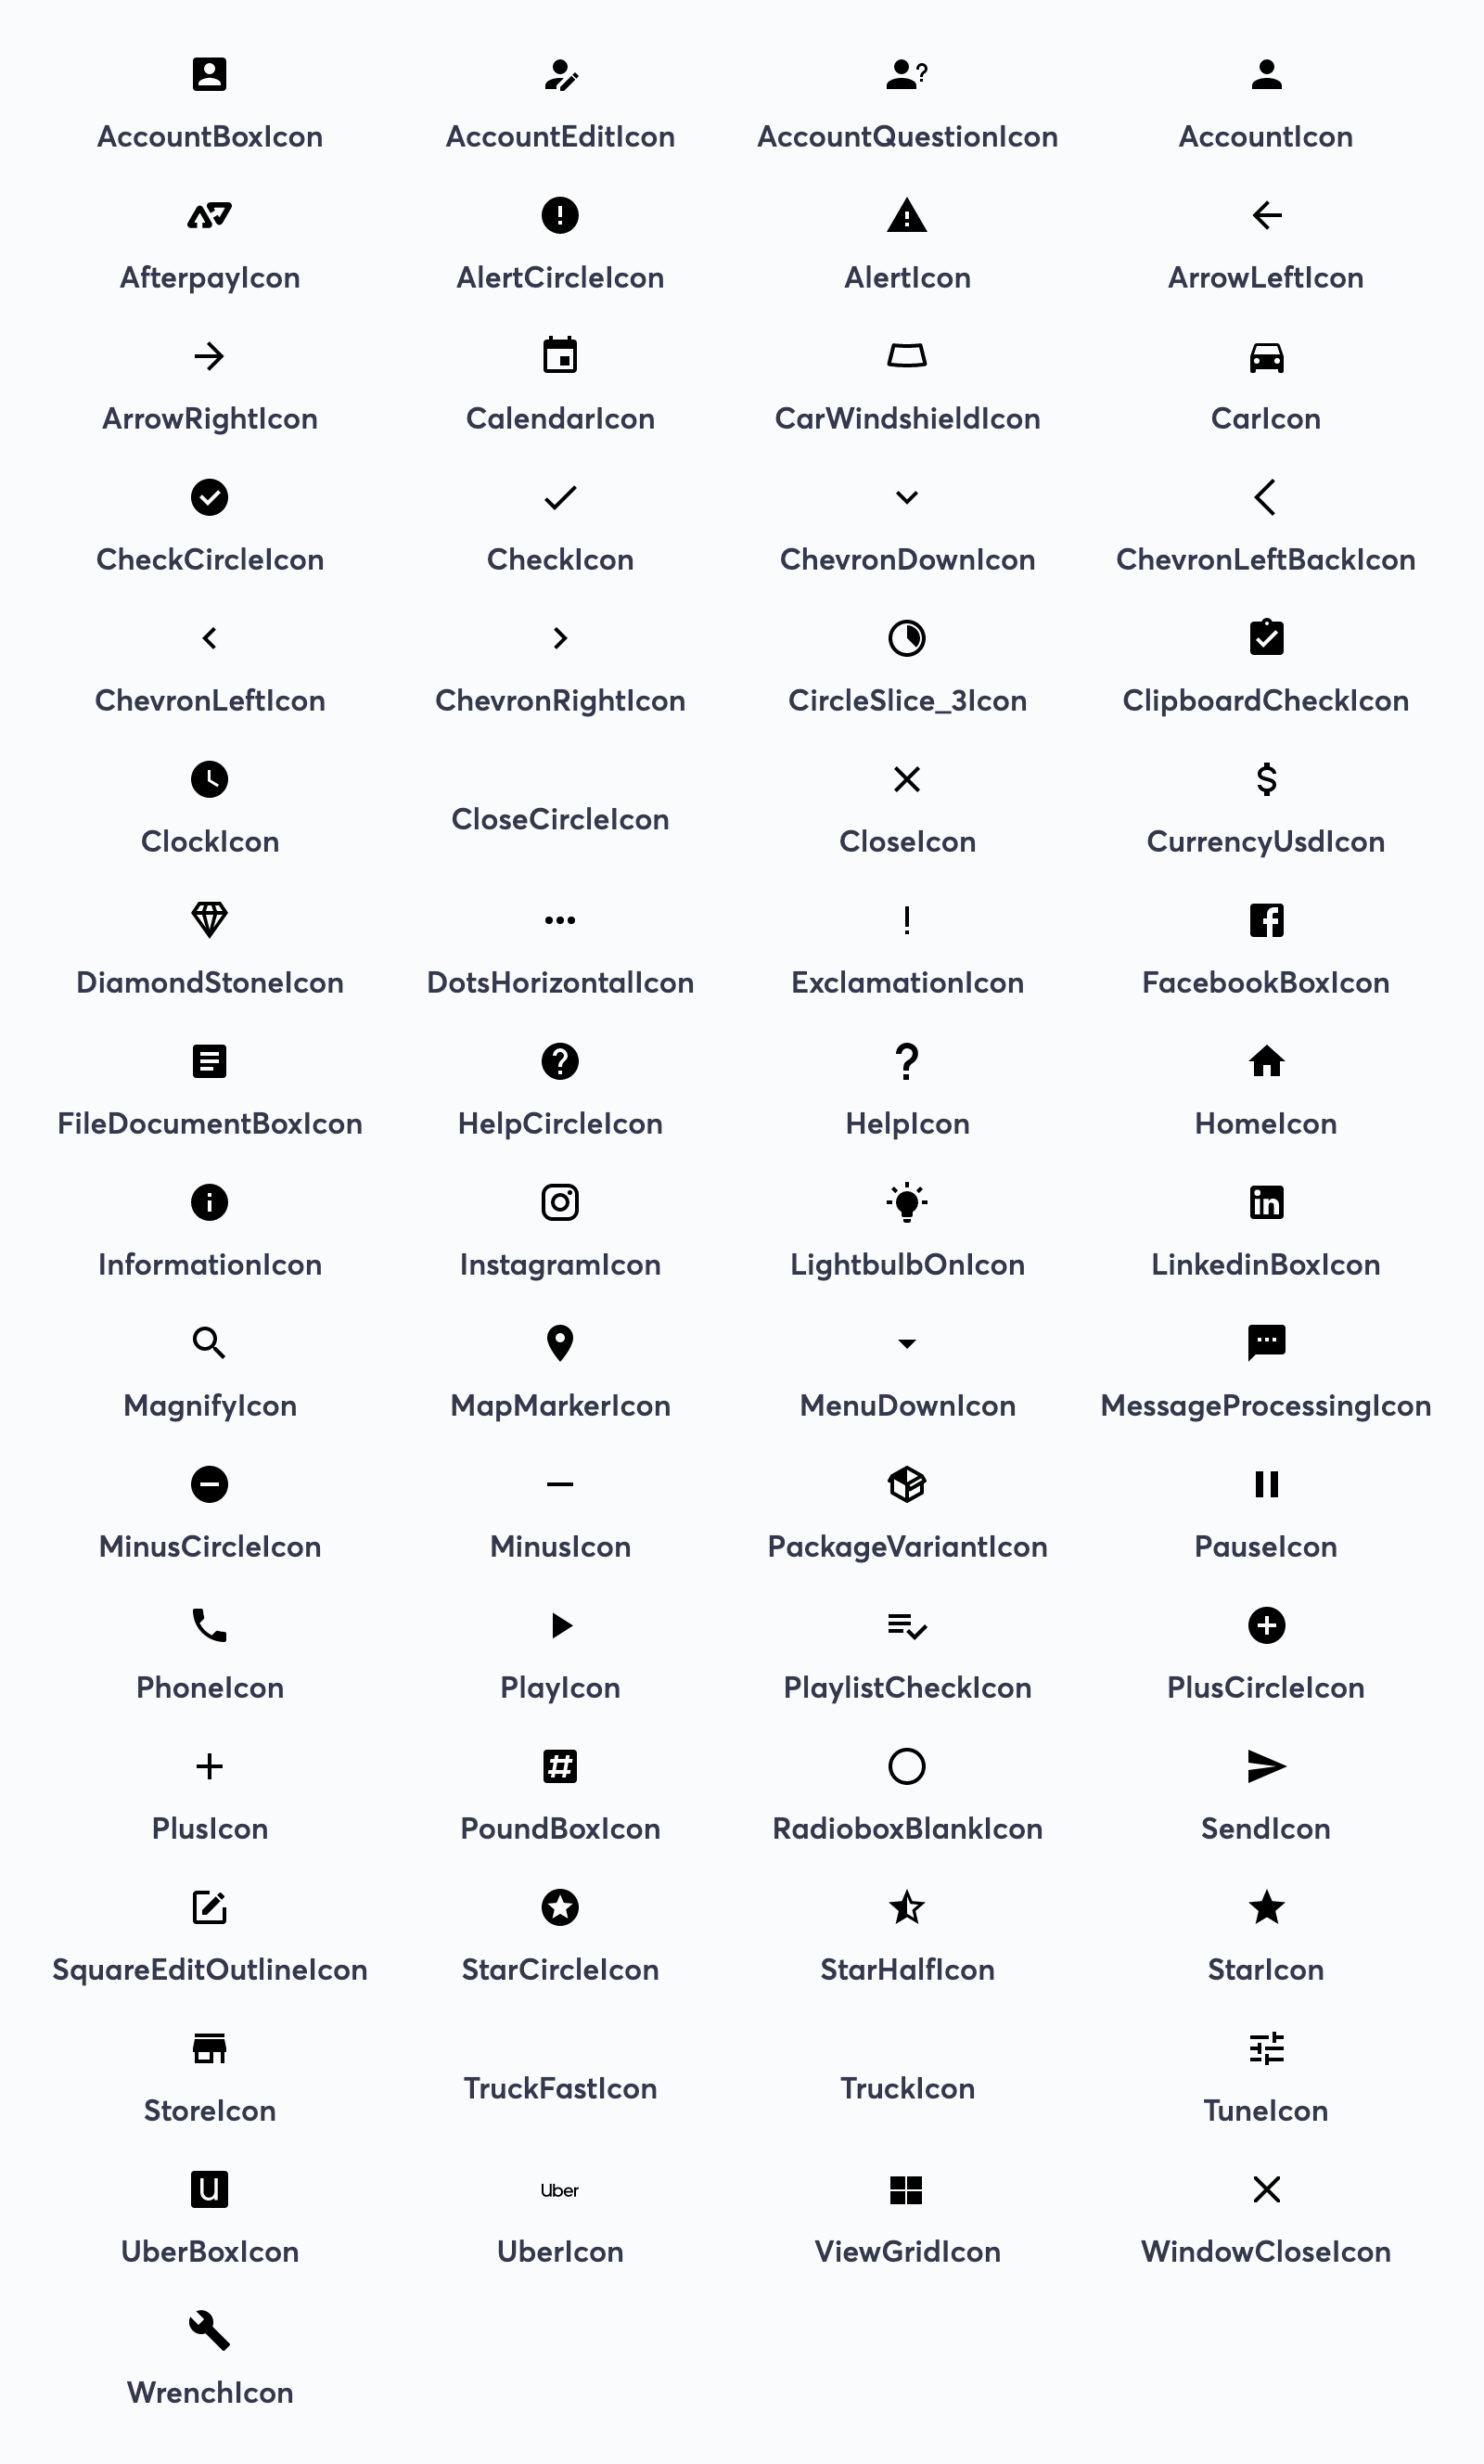 AccountBoxIcon AccountEditIcon AccountQuestionIcon AccountIcon
AfterpayIcon AlertCircleIcon AlertIcon ArrowLeftIcon
ArrowRightIcon CalendarIcon CarWindshieldIcon CarIcon
CheckCircleIcon CheckIcon ChevronDownIcon ChevronLeftBackIcon
ChevronLeftIcon ChevronRightIcon CircleSlice_3Icon ClipboardCheckIcon
ClockIcon CloseCircleIcon CloseIcon CurrencyUsdIcon
DiamondStoneIcon DotsHorizontalIcon ExclamationIcon FacebookBoxIcon
FileDocumentBoxIcon HelpCircleIcon HelpIcon HomeIcon
InformationIcon InstagramIcon LightbulbOnIcon LinkedinBoxIcon
MagnifyIcon MapMarkerIcon MenuDownIcon MessageProcessingIcon
MinusCircleIcon MinusIcon PackageVariantIcon PauseIcon
PhoneIcon PlayIcon PlaylistCheckIcon PlusCircleIcon
PlusIcon PoundBoxIcon RadioboxBlankIcon SendIcon
SquareEditOutlineIcon StarCircleIcon StarHalfIcon StarIcon
StoreIcon TruckFastIcon TruckIcon TuneIcon
Uber
UberBoxIcon UberIcon ViewGridIcon WindowCloseIcon
WrenchIcon